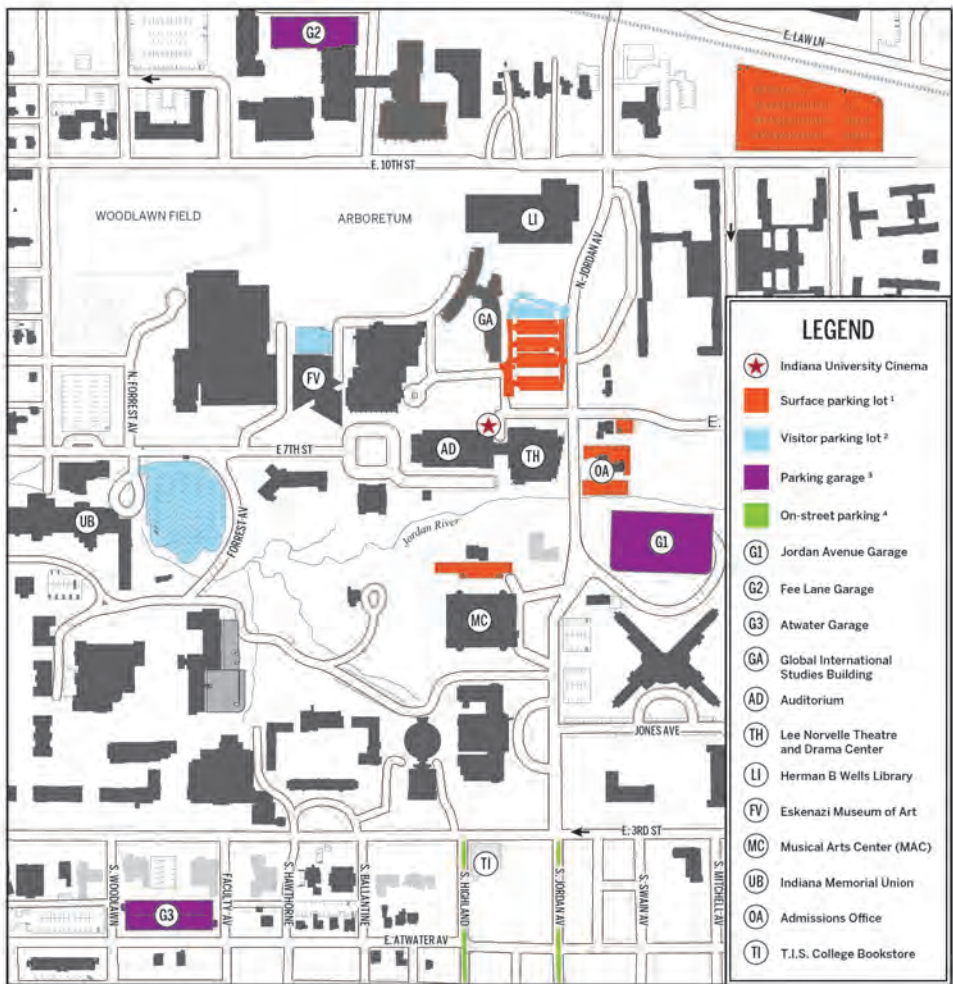 G2
E. LAW LN
E. 10TH ST
WOODLAWN FIELD
ARBORETUM
LI
N. JORDAN AV
GA
N. FORREST AV
FV
E.
E 7TH ST
AD
TH
OA
UB
FORREST AV
Jordan River
G1
MC
JONES AVE
E. 3RD ST
TI
S. WOODLAWN
FACULTY AV
S. HAWTHORNE
S. BALLANTINE
S. HIGHLAND
S. JORDAN AV
S. SWAIN AV
S. MITCHELL AV
G3
E. ATWATER AV
LEGEND
Indiana University Cinema
Surface parking lot 1
Visitor parking lot 2
Parking garage 3
On-street parking 4
G1 Jordan Avenue Garage
G2 Fee Lane Garage
G3 Atwater Garage
GA Global International
Studies Building
AD Auditorium
TH Lee Norvelle Theatre
and Drama Center
LI Herman B Wells Library
FV Eskenazi Museum of Art
MC Musical Arts Center (MAC)
UB Indiana Memorial Union
OA Admissions Office
TI T.I.S. College Bookstore